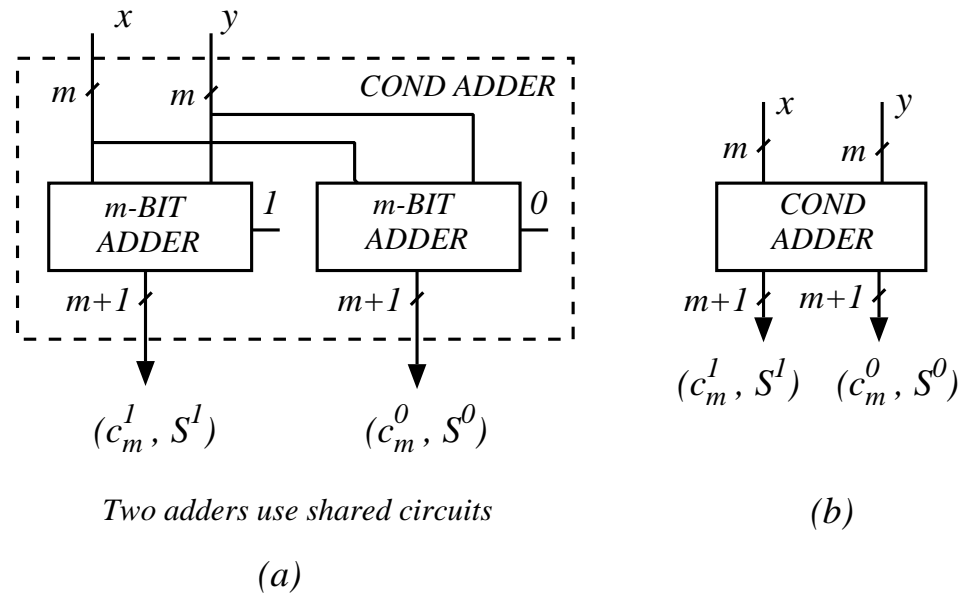 x y
m m COND ADDER
m-BIT ADDER 1
m-BIT ADDER 0
m+1 m+1
(c_m^1, S^1) (c_m^0, S^0)
Two adders use shared circuits
(a)
x y
m m
COND
ADDER
m+1 m+1
(c_m^1, S^1) (c_m^0, S^0)
(b)